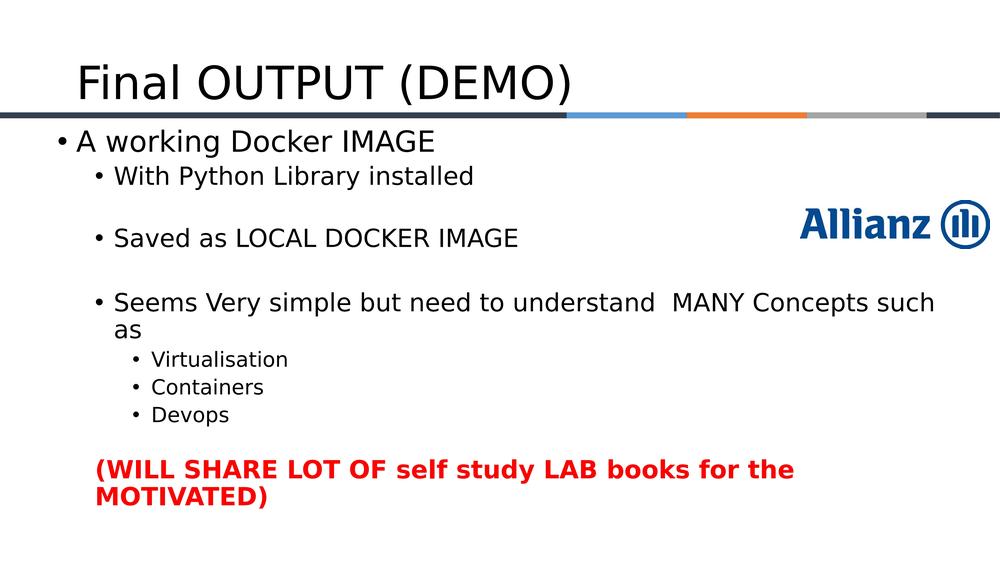 Final OUTPUT (DEMO)
• A working Docker IMAGE
• With Python Library installed
Allianz
• Saved as LOCAL DOCKER IMAGE
• Seems Very simple but need to understand  MANY Concepts such
as
• Virtualisation
• Containers
• Devops
(WILL SHARE LOT OF self study LAB books for the
MOTIVATED)